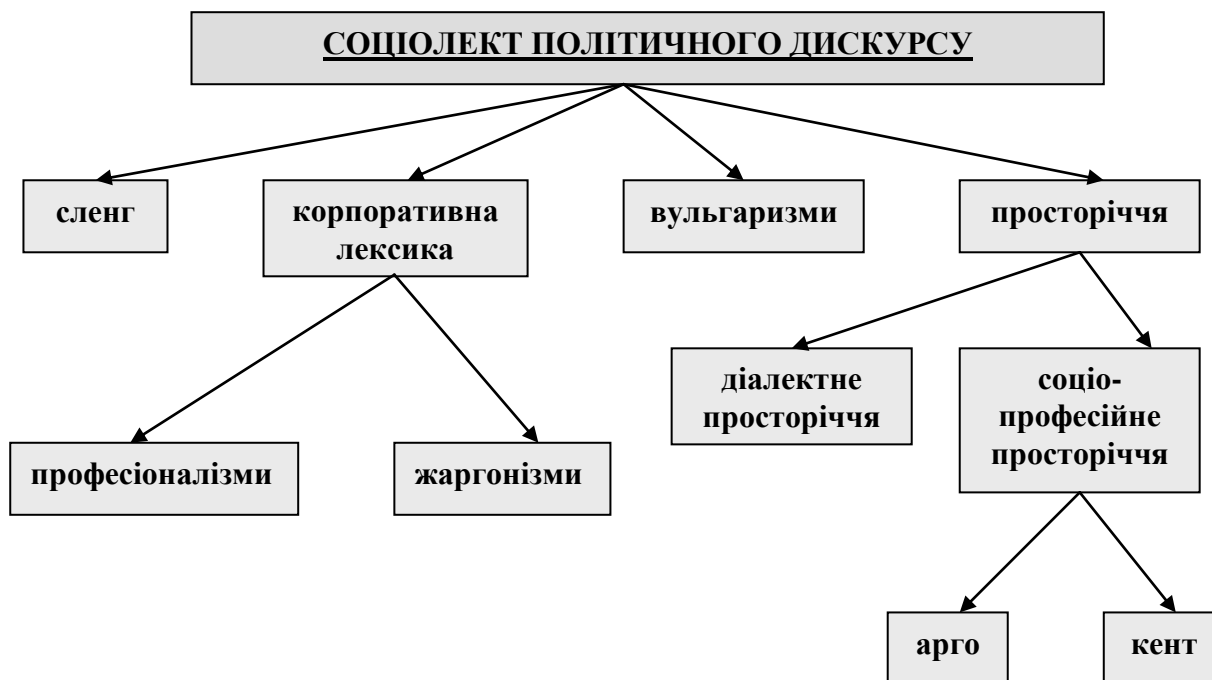 СОЦІОЛЕКТ ПОЛІТИЧНОГО ДИСКУРСУ
сленг
корпоративна
лексика
вульгаризми
просторіччя
діалектне
просторіччя
соціо-
професійне
просторіччя
професіоналізми
жаргонізми
арго
кент